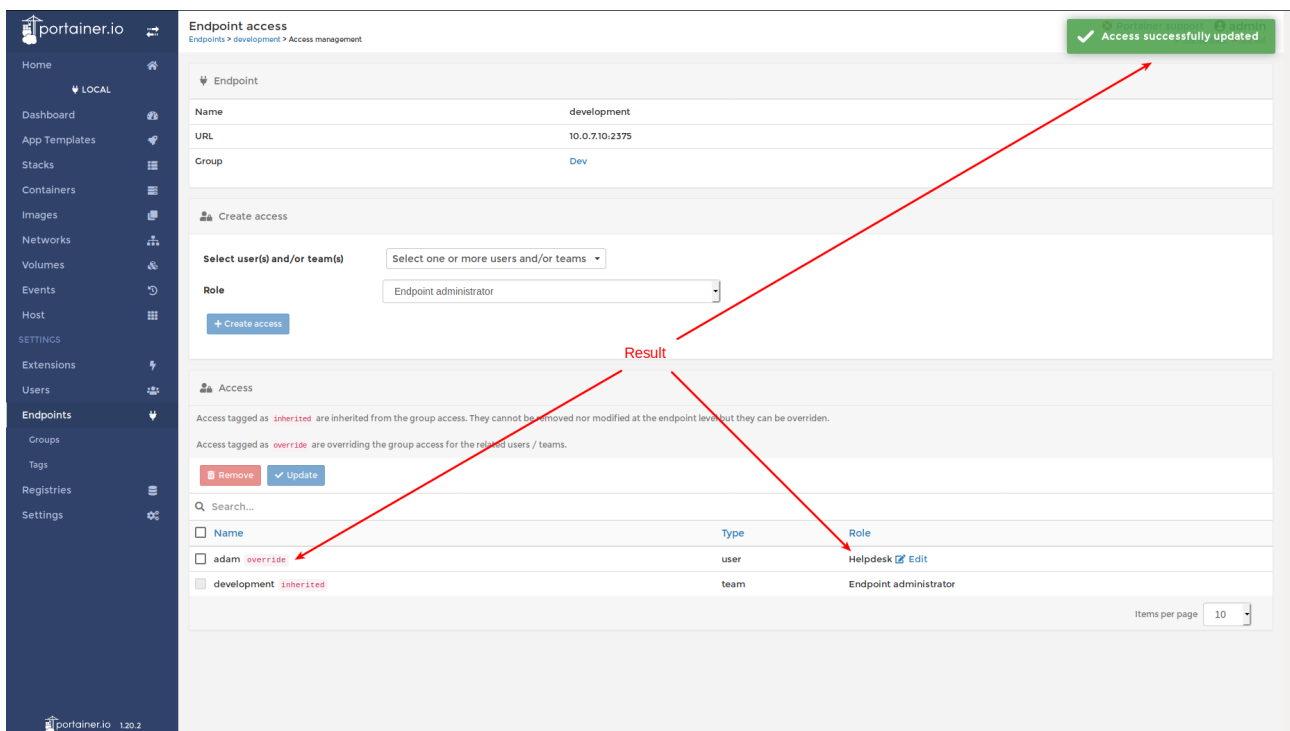 portainer.io
Home
LOCAL
Dashboard
App Templates
Stacks
Containers
Images
Networks
Volumes
Events
Host
SETTINGS
Extensions
Users
Endpoints
Groups
Tags
Registries
Settings
portainer.io 1.20.2
Endpoint access
Endpoints > development > Access management
Portainer support admin
Access successfully updated
Endpoint
Name development
URL 10.0.7.10:2375
Group Dev
Create access
Select user(s) and/or team(s) Select one or more users and/or teams
Role Endpoint administrator
+ Create access
Result
Access
Access tagged as inherited are inherited from the group access. They cannot be removed nor modified at the endpoint level but they can be overriden.
Access tagged as override are overriding the group access for the related users / teams.
Remove Update
Search...
Name Type Role
adam override user Helpdesk Edit
development inherited team Endpoint administrator
Items per page 10